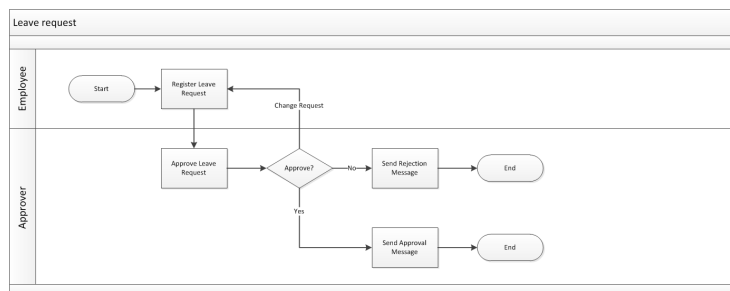 Leave request
Employee
Start
Register Leave
Request
Change Request
Approver
Approve Leave
Request
Approve?
No
Send Rejection
Message
End
Yes
Send Approval
Message
End